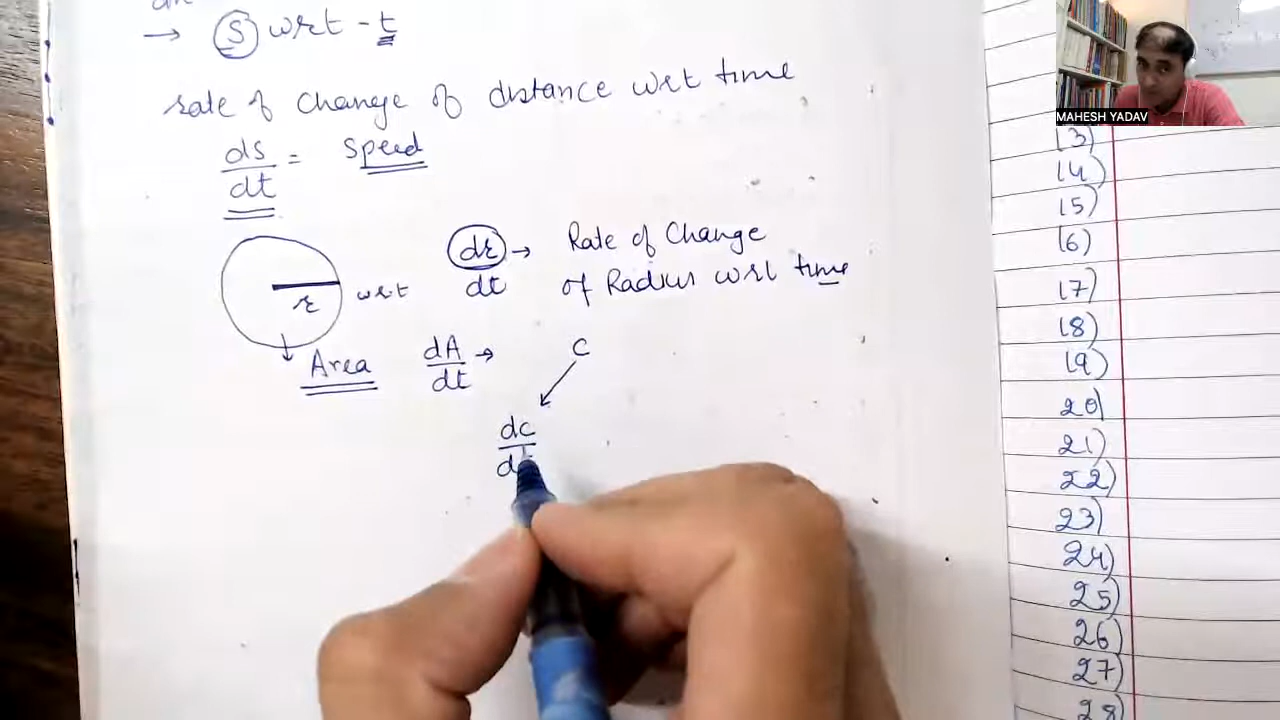 → S wrt - t
rate of change of distance wrt time
ds/dt = Speed
r wrt dr/dt → Rate of Change
of Radius wrt time
Area dA/dt → C
dc
MAHESH YADAV
13)
14)
15)
16)
17)
18)
19)
20)
21)
22)
23)
24)
25)
26)
27)
28)